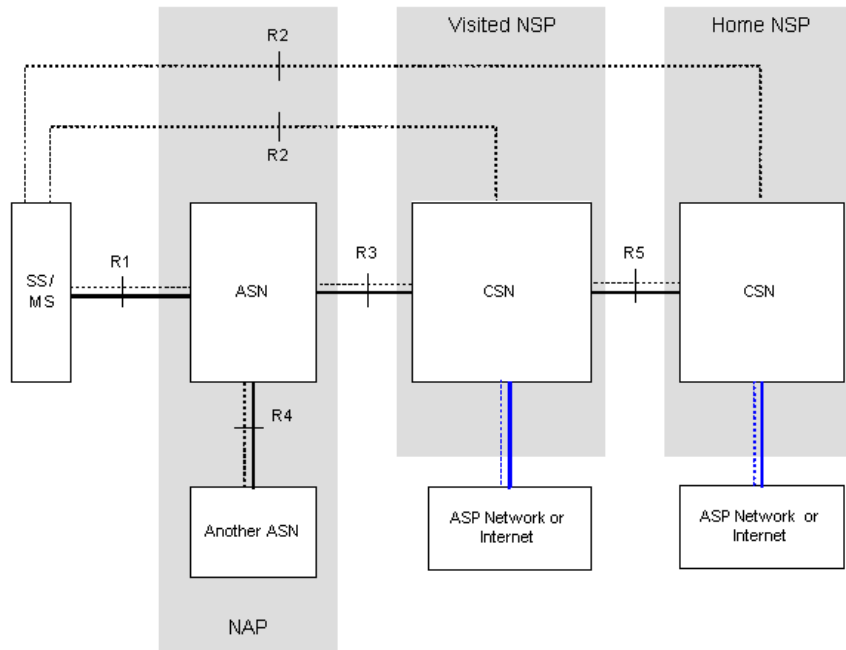 R2
Visited NSP
Home NSP
R2
SS/
MS
R1
ASN
R3
CSN
R5
CSN
R4
Another ASN
ASP Network or
Internet
ASP Network or
Internet
NAP